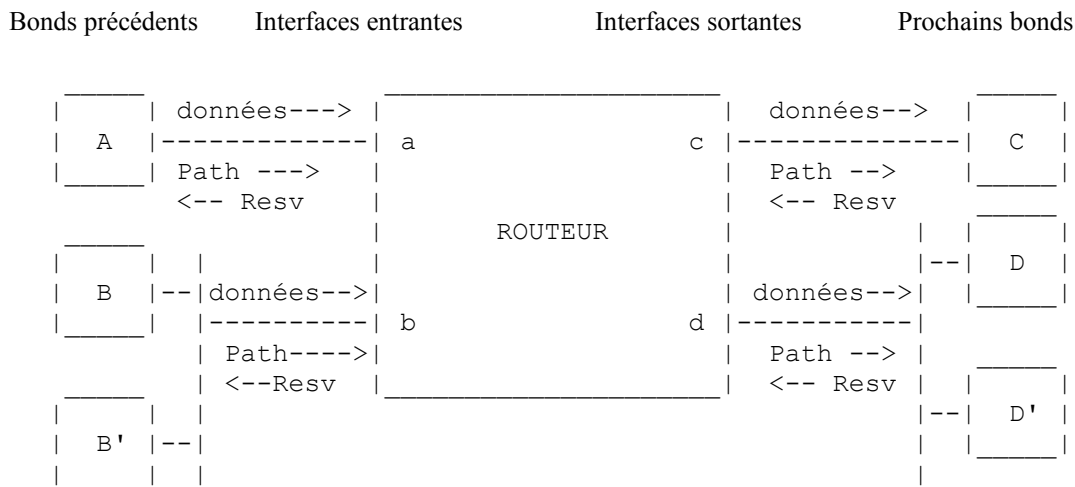 Bonds précédents Interfaces entrantes Interfaces sortantes Prochains bonds
données---> données-->
A a c C
Path ---> Path -->
<-- Resv <-- Resv
ROUTEUR
D
B données--> données-->
b d
Path----> Path -->
<--Resv <-- Resv
D'
B'